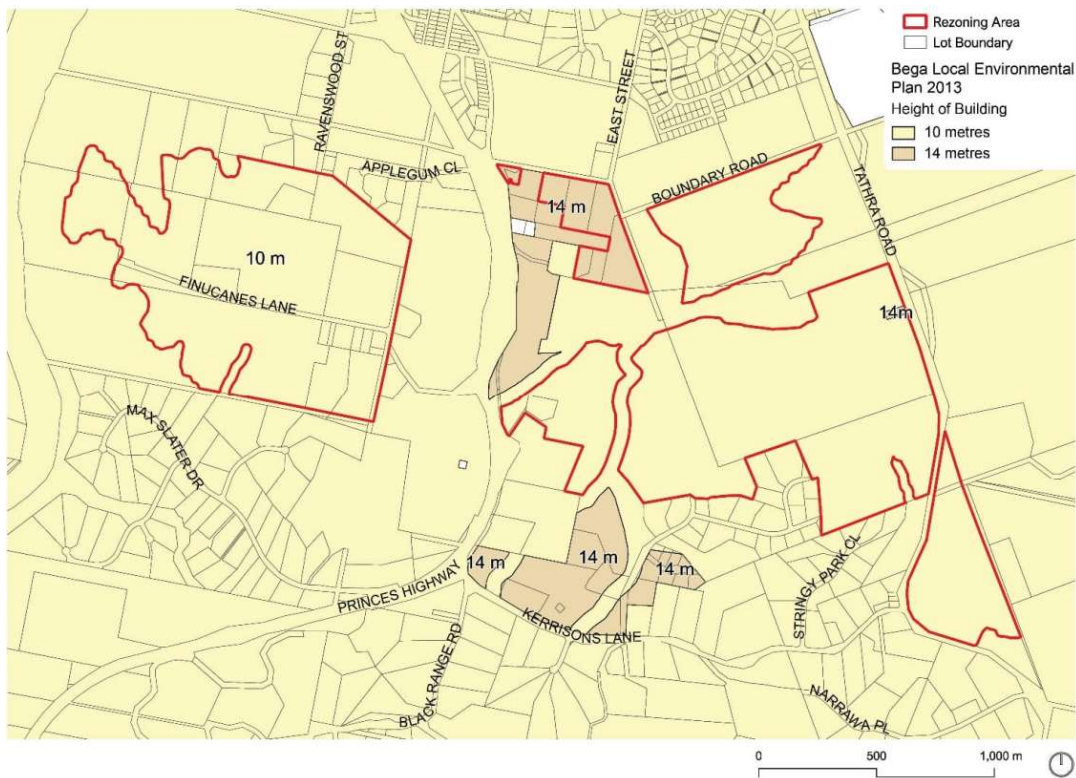 Rezoning Area
Lot Boundary
Bega Local Environmental
Plan 2013
Height of Building
10 metres
14 metres
RAVENSWOOD ST
EAST STREET
APPLEGUM CL
BOUNDARY ROAD
TATHRA ROAD
14 m
10 m
FINUCANES LANE
14m
MAX SLATER DR
14 m
14 m
14 m
PRINCES HIGHWAY
KERRISONS LANE
STRINGY PARK CL
BLACK RANGE RD
NARRAWA PL
0 500 1,000 m